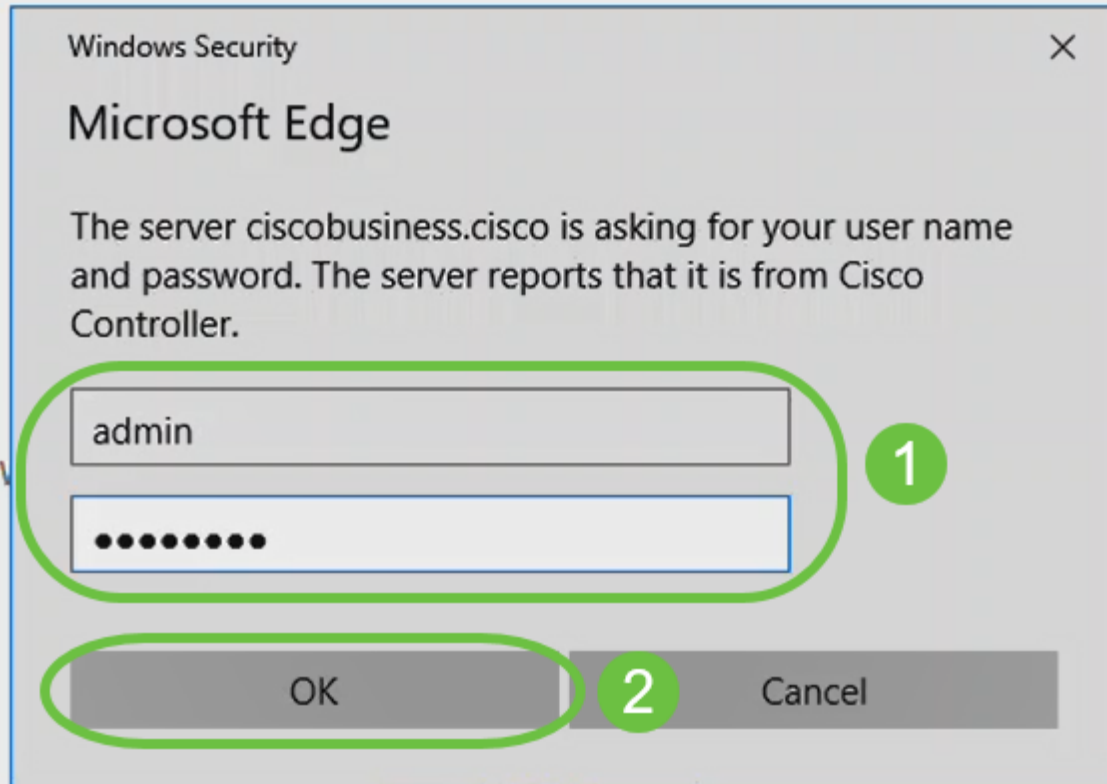 Windows Security
Microsoft Edge
The server ciscobusiness.cisco is asking for your user name
and password. The server reports that it is from Cisco
Controller.
admin
1
••••••••
OK
2
Cancel